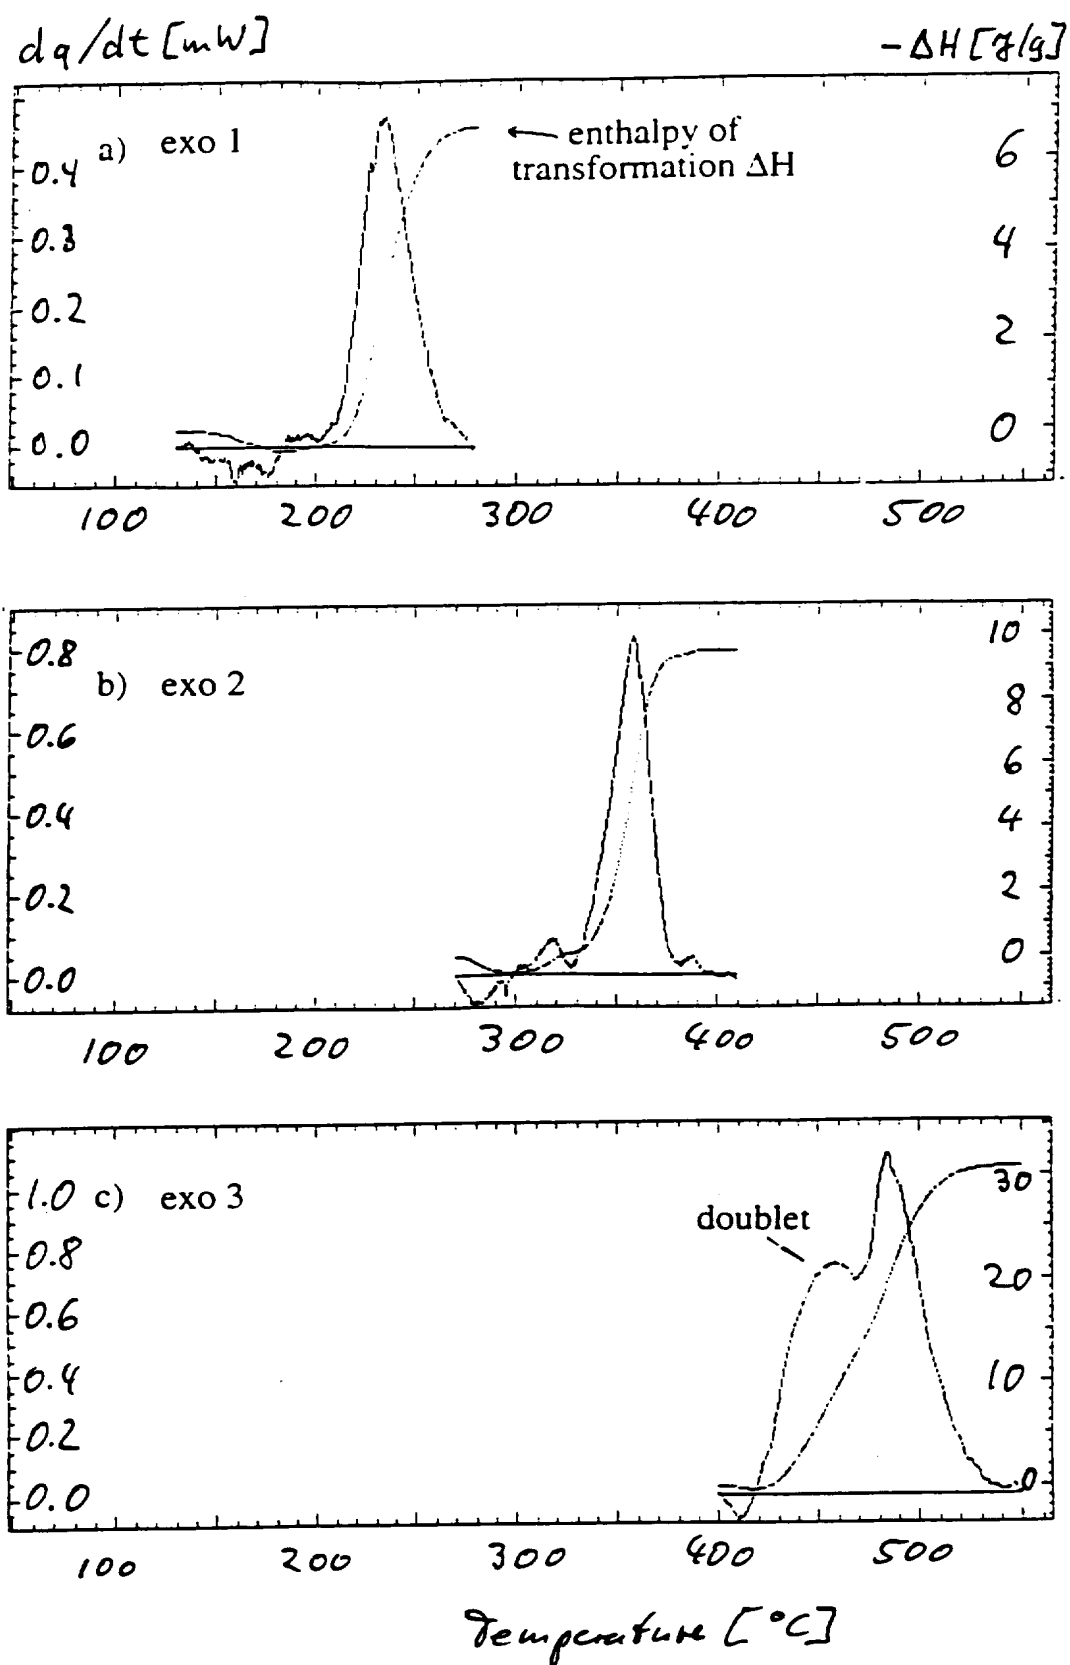 dq/dt [mW]
-ΔH [J/g]
a) exo 1
enthalpy of
transformation ΔH
0.4
0.3
0.2
0.1
0.0
6
4
2
0
100 200 300 400 500
b) exo 2
0.8
0.6
0.4
0.2
0.0
10
8
6
4
2
0
100 200 300 400 500
c) exo 3
doublet
1.0
0.8
0.6
0.4
0.2
0.0
30
20
10
0
100 200 300 400 500
Temperature [°C]